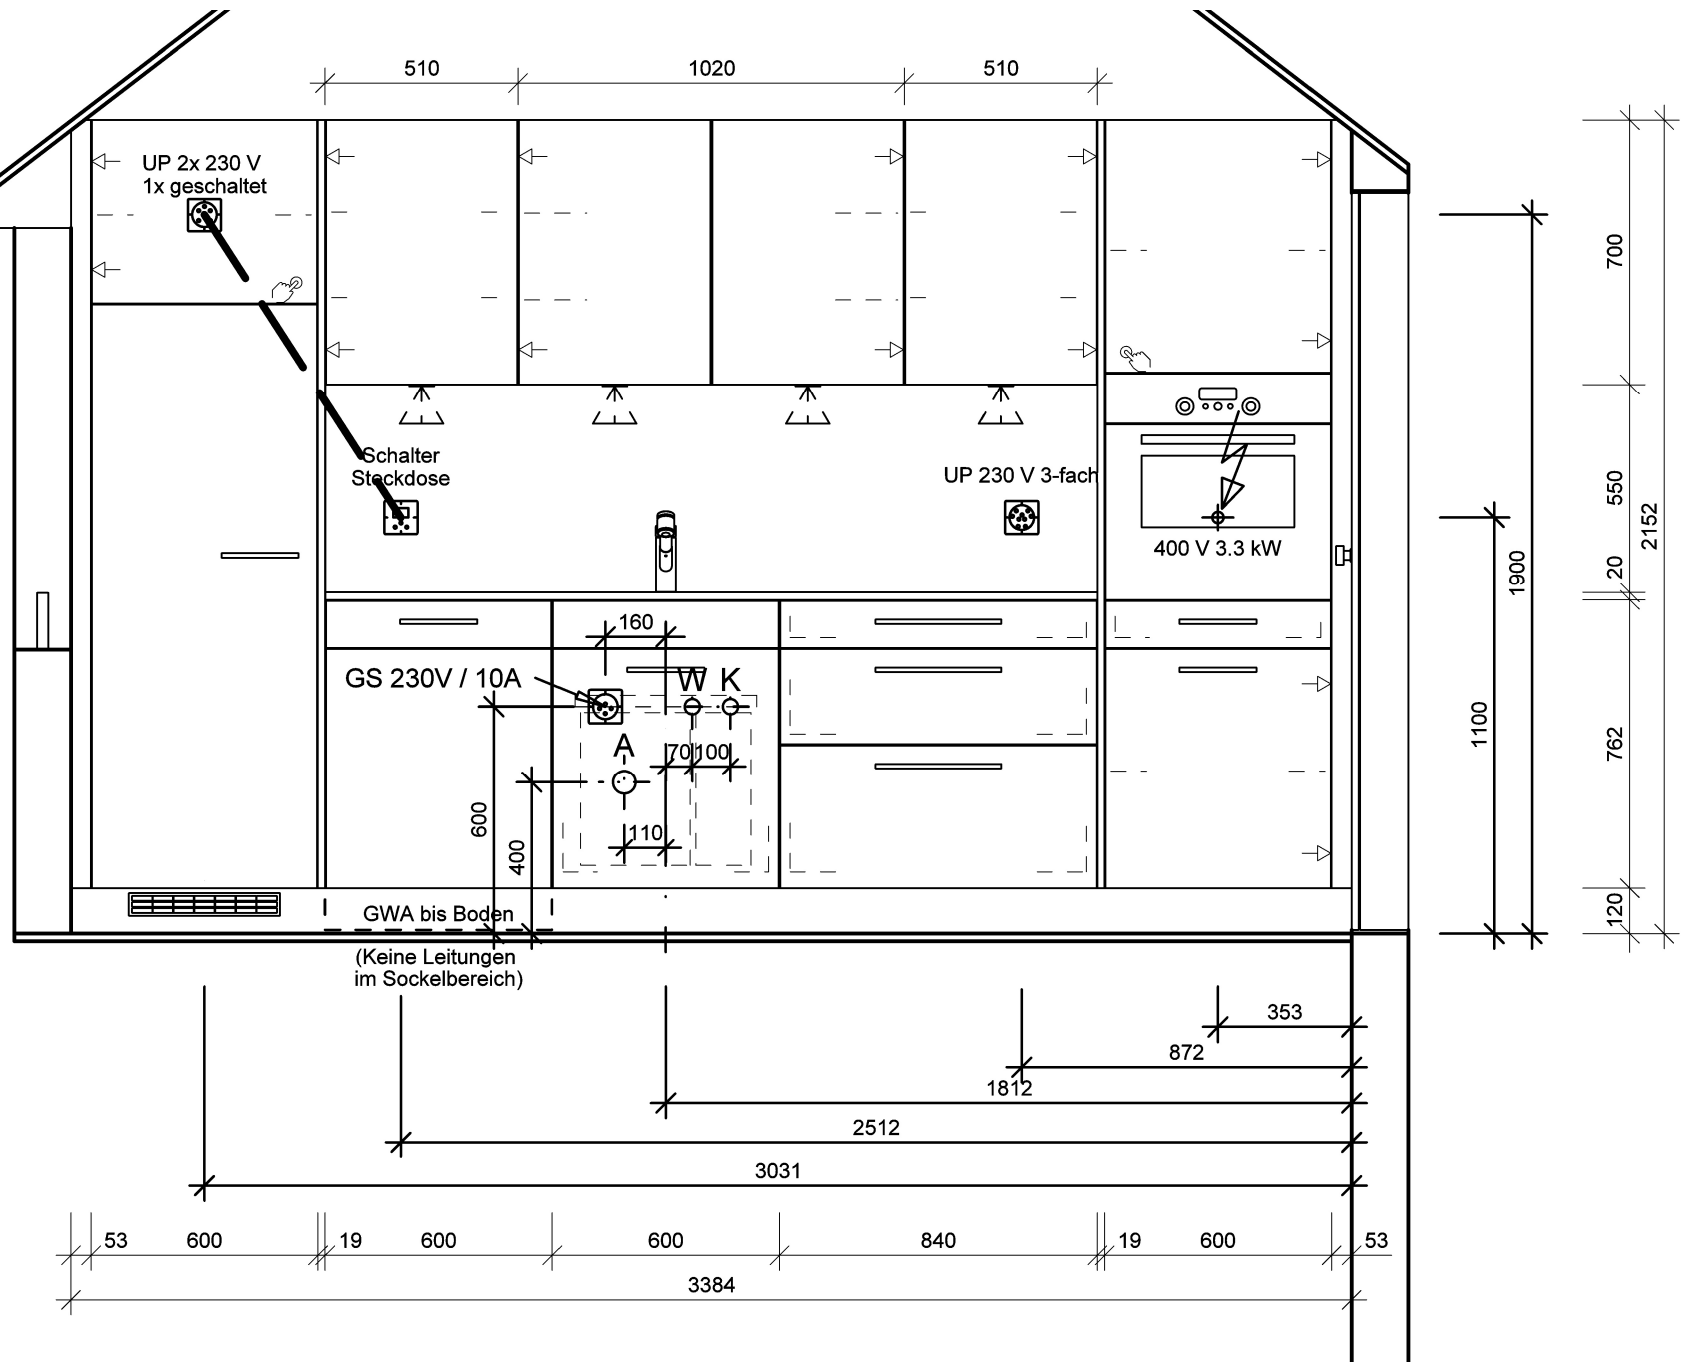 510
1020
510
UP 2x 230 V
1x geschaltet
700
Schalter
Steckdose
UP 230 V 3-fach
550
2152
400 V 3.3 kW
20
1900
160
GS 230V / 10A
W
K
1100
762
A
70
100
600
400
110
120
GWA bis Boden
(Keine Leitungen
im Sockelbereich)
353
872
1812
2512
3031
53
600
19
600
600
840
19
600
53
3384